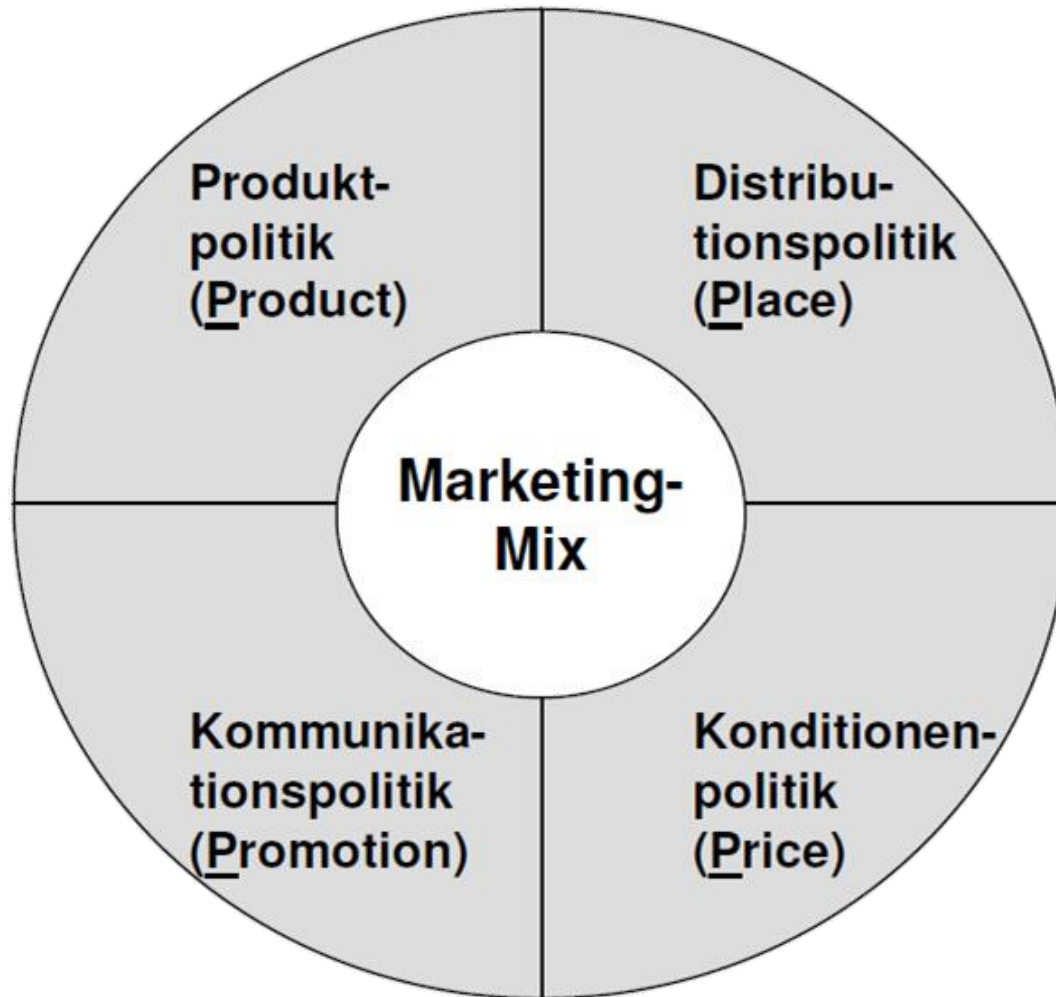 Produkt-
politik
(Product)
Distribu-
tionspolitik
(Place)
Marketing-
Mix
Kommunika-
tionspolitik
(Promotion)
Konditionen-
politik
(Price)